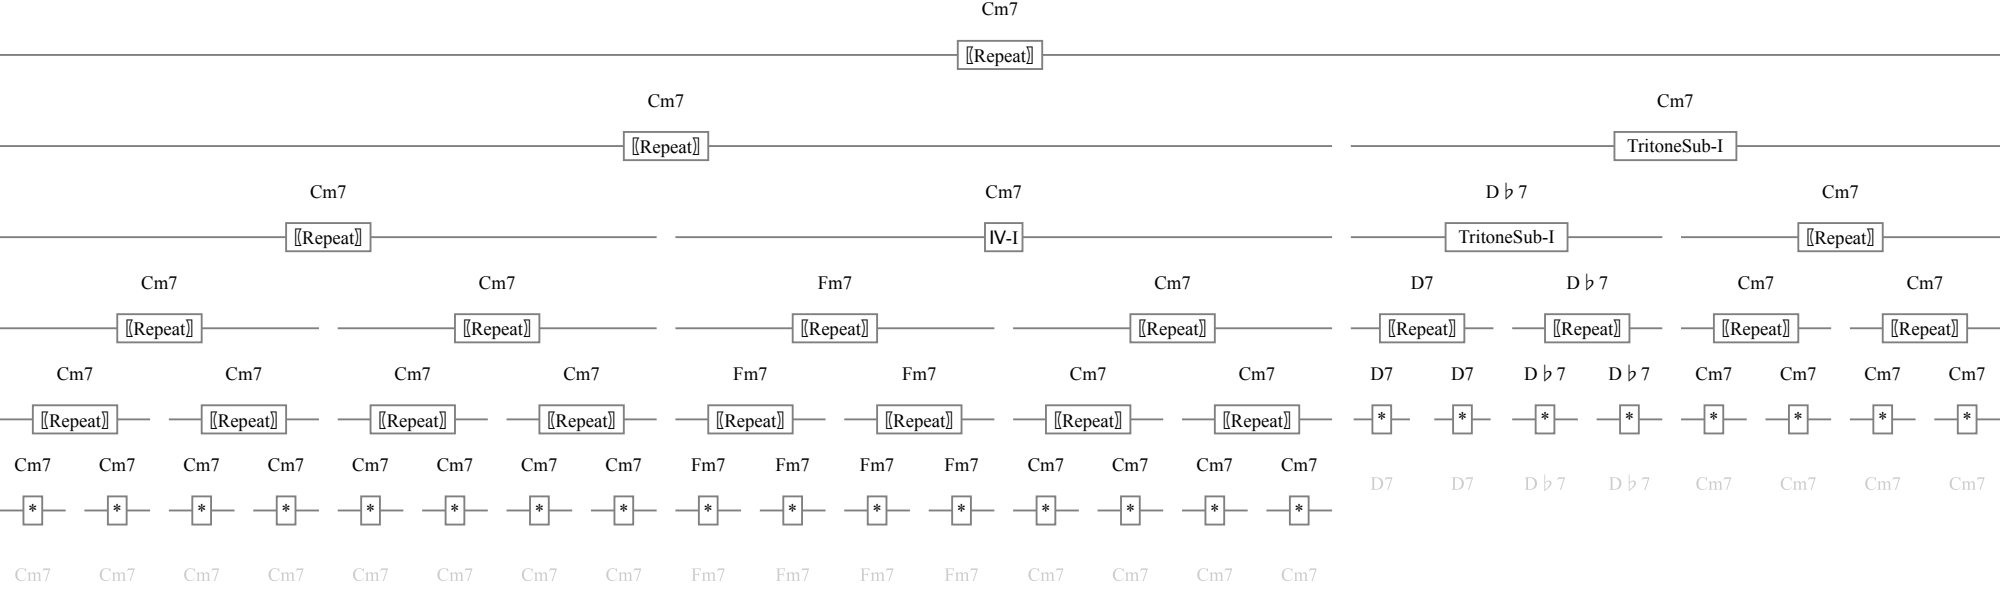 Cm7
⟦Repeat⟧
Cm7 Cm7
⟦Repeat⟧ TritoneSub-I
Cm7 Cm7 D♭7 Cm7
⟦Repeat⟧ IV-I TritoneSub-I ⟦Repeat⟧
Cm7 Cm7 Fm7 Cm7 D7 D♭7 Cm7 Cm7
⟦Repeat⟧ ⟦Repeat⟧ ⟦Repeat⟧ ⟦Repeat⟧ ⟦Repeat⟧ ⟦Repeat⟧ ⟦Repeat⟧ ⟦Repeat⟧
Cm7 Cm7 Cm7 Cm7 Fm7 Fm7 Cm7 Cm7 D7 D7 D♭7 D♭7 Cm7 Cm7 Cm7 Cm7
⟦Repeat⟧ ⟦Repeat⟧ ⟦Repeat⟧ ⟦Repeat⟧ ⟦Repeat⟧ ⟦Repeat⟧ ⟦Repeat⟧ ⟦Repeat⟧ * * * * * * * *
Cm7 Cm7 Cm7 Cm7 Cm7 Cm7 Cm7 Cm7 Fm7 Fm7 Fm7 Fm7 Cm7 Cm7 Cm7 Cm7
D7 D7 D♭7 D♭7 Cm7 Cm7 Cm7 Cm7
* * * * * * * * * * * * * * * *
Cm7 Cm7 Cm7 Cm7 Cm7 Cm7 Cm7 Cm7 Fm7 Fm7 Fm7 Fm7 Cm7 Cm7 Cm7 Cm7